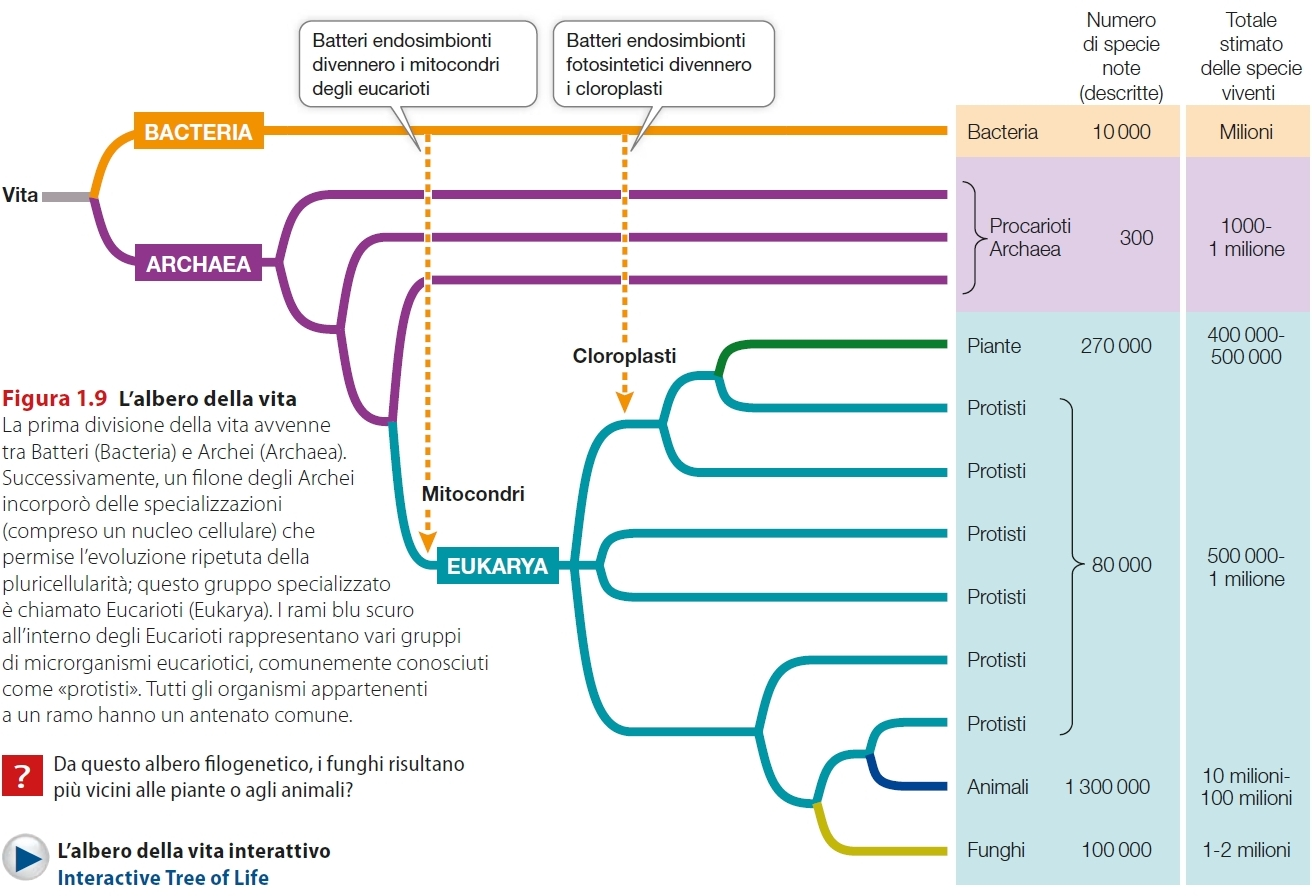 Batteri endosimbionti
divennero i mitocondri
degli eucarioti
Batteri endosimbionti
fotosintetici divennero
i cloroplasti
Numero
di specie
note
(descritte)
Totale
stimato
delle specie
viventi
Vita
BACTERIA
ARCHAEA
EUKARYA
Cloroplasti
Mitocondri
Bacteria 10 000 Milioni
Procarioti
Archaea
300
1000-
1 milione
Piante 270 000
400 000-
500 000
Protisti
Protisti
Protisti
Protisti
80 000
500 000-
1 milione
Protisti
Protisti
Animali 1 300 000
10 milioni-
100 milioni
Funghi 100 000 1-2 milioni
Figura 1.9 L'albero della vita
La prima divisione della vita avvenne
tra Batteri (Bacteria) e Archei (Archaea).
Successivamente, un filone degli Archei
incorporò delle specializzazioni
(compreso un nucleo cellulare) che
permise l'evoluzione ripetuta della
pluricellularità; questo gruppo specializzato
è chiamato Eucarioti (Eukarya). I rami blu scuro
all'interno degli Eucarioti rappresentano vari gruppi
di microrganismi eucariotici, comunemente conosciuti
come «protisti». Tutti gli organismi appartenenti
a un ramo hanno un antenato comune.
? Da questo albero filogenetico, i funghi risultano
più vicini alle piante o agli animali?
L'albero della vita interattivo
Interactive Tree of Life